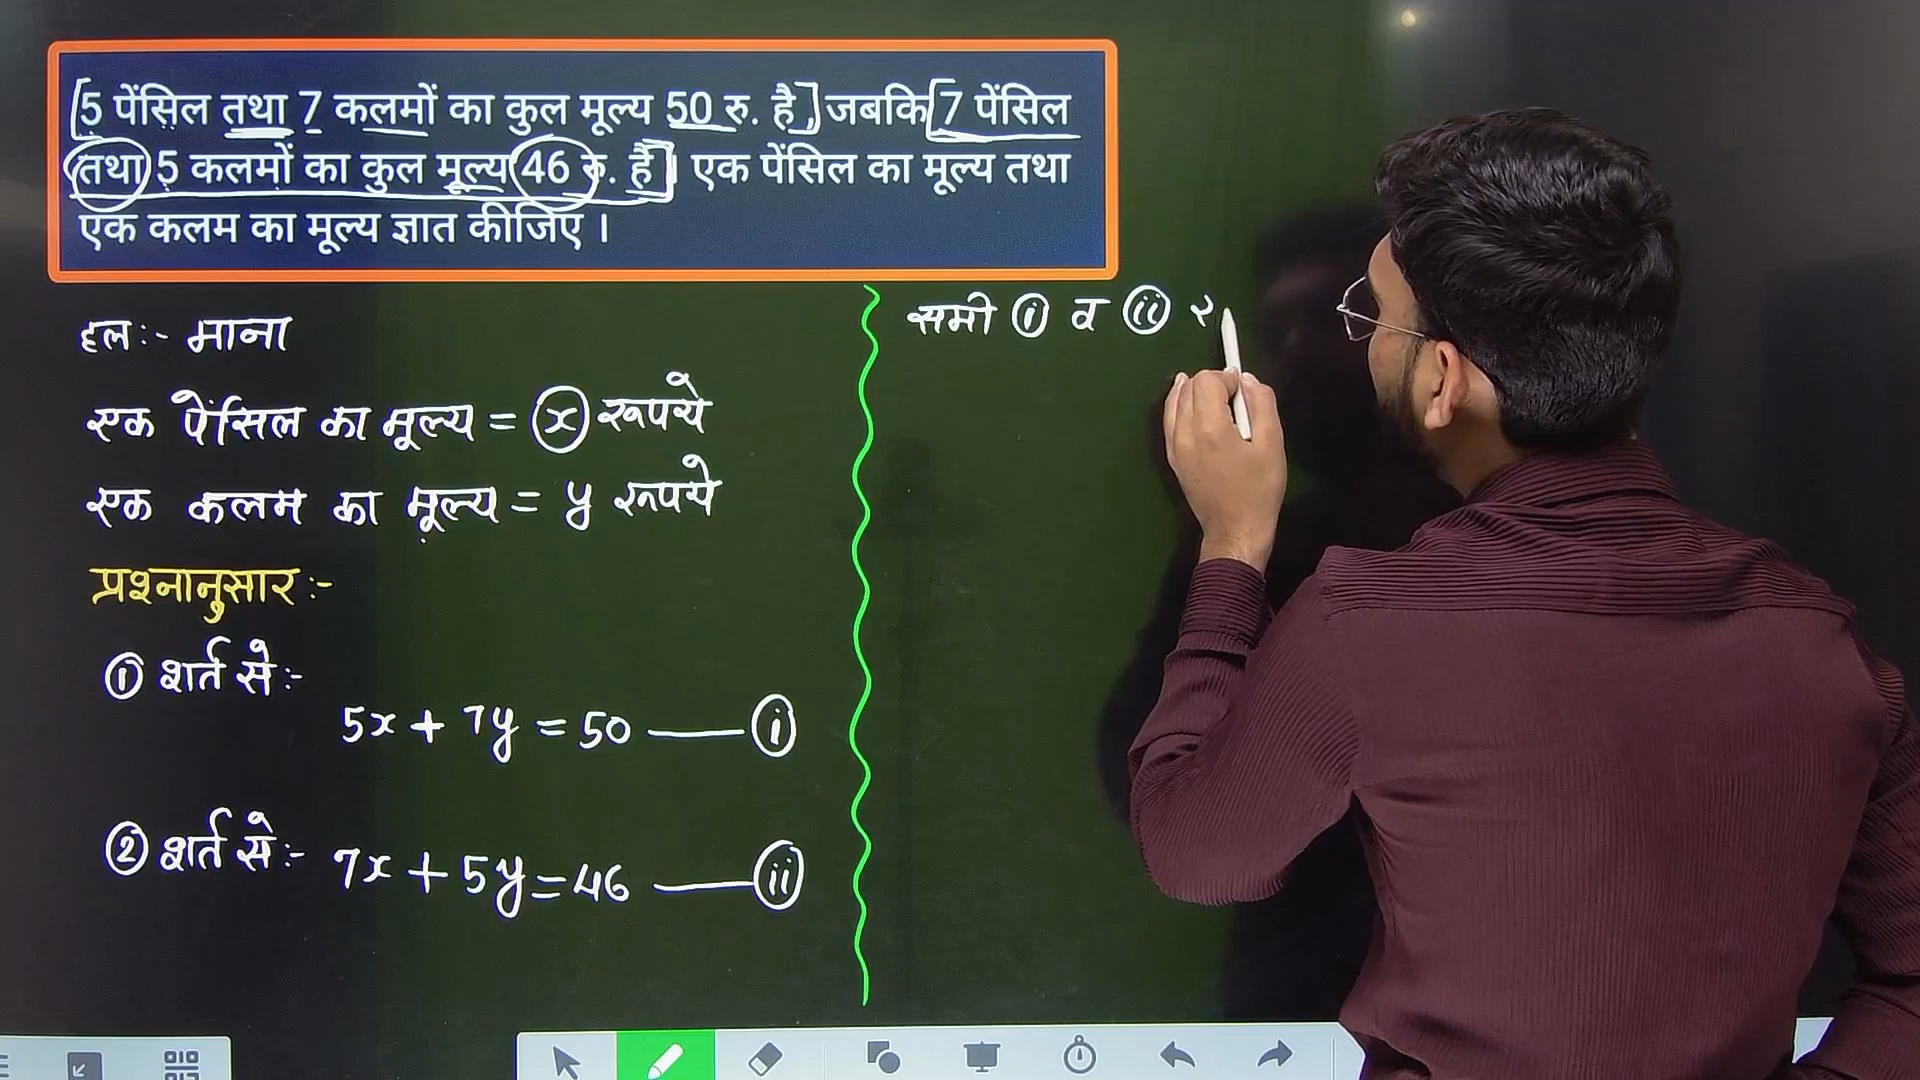 5 पेंसिल तथा 7 कलमों का कुल मूल्य 50 रु. है, जबकि 7 पेंसिल
तथा 5 कलमों का कुल मूल्य 46 रु. है। एक पेंसिल का मूल्य तथा
एक कलम का मूल्य ज्ञात कीजिए ।
हलः- माना
एक पेंसिल का मूल्य = x रूपये
एक कलम का मूल्य = y रूपये
प्रश्नानुसार :-
① शर्त से :-
5x + 7y = 50 —— ⓘ
② शर्त से :- 7x + 5y = 46 —— (ii)
समी ⓘ व (ii)